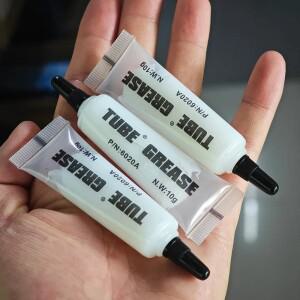 TUBE GREASE
P/N:6020A
N.W:10g
TUBE® GREASE
P/N:6020A
N.W:10g
TUBE GREASE
P/N:6020A
N.W: